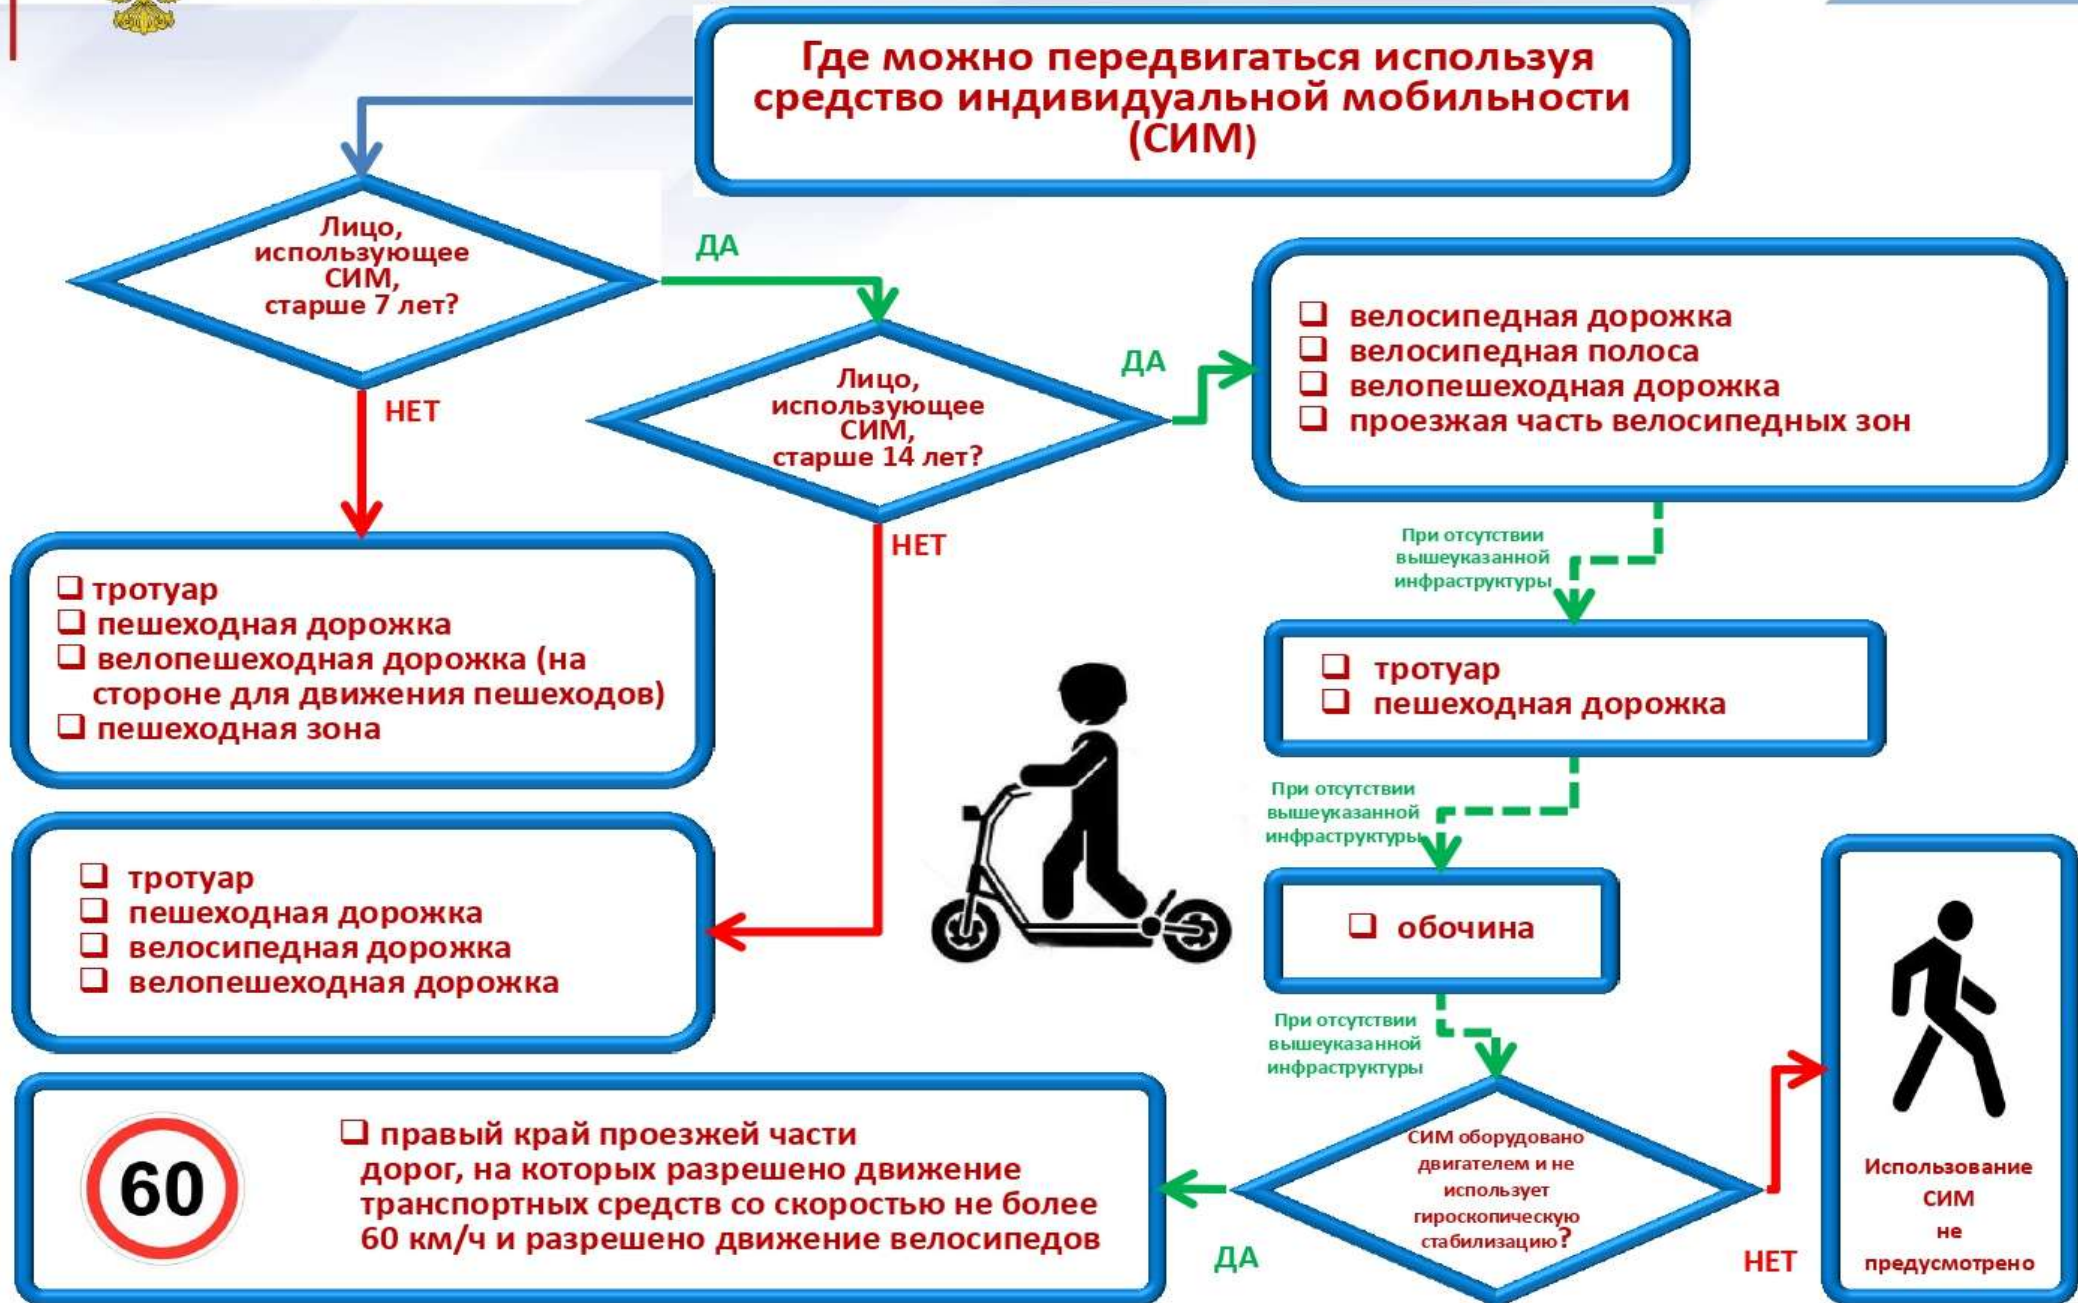 Где можно передвигаться используя
средство индивидуальной мобильности
(СИМ)
Лицо,
использующее
СИМ,
старше 7 лет?
ДА
НЕТ
Лицо,
использующее
СИМ,
старше 14 лет?
ДА
НЕТ
велосипедная дорожка
велосипедная полоса
велопешеходная дорожка
проезжая часть велосипедных зон
При отсутствии
вышеуказанной
инфраструктуры
тротуар
пешеходная дорожка
велопешеходная дорожка (на
стороне для движения пешеходов)
пешеходная зона
тротуар
пешеходная дорожка
При отсутствии
вышеуказанной
инфраструктуры
тротуар
пешеходная дорожка
велосипедная дорожка
велопешеходная дорожка
обочина
При отсутствии
вышеуказанной
инфраструктуры
СИМ оборудовано
двигателем и не
использует
гироскопическую
стабилизацию?
ДА
НЕТ
60
правый край проезжей части
дорог, на которых разрешено движение
транспортных средств со скоростью не более
60 км/ч и разрешено движение велосипедов
Использование
СИМ
не
предусмотрено